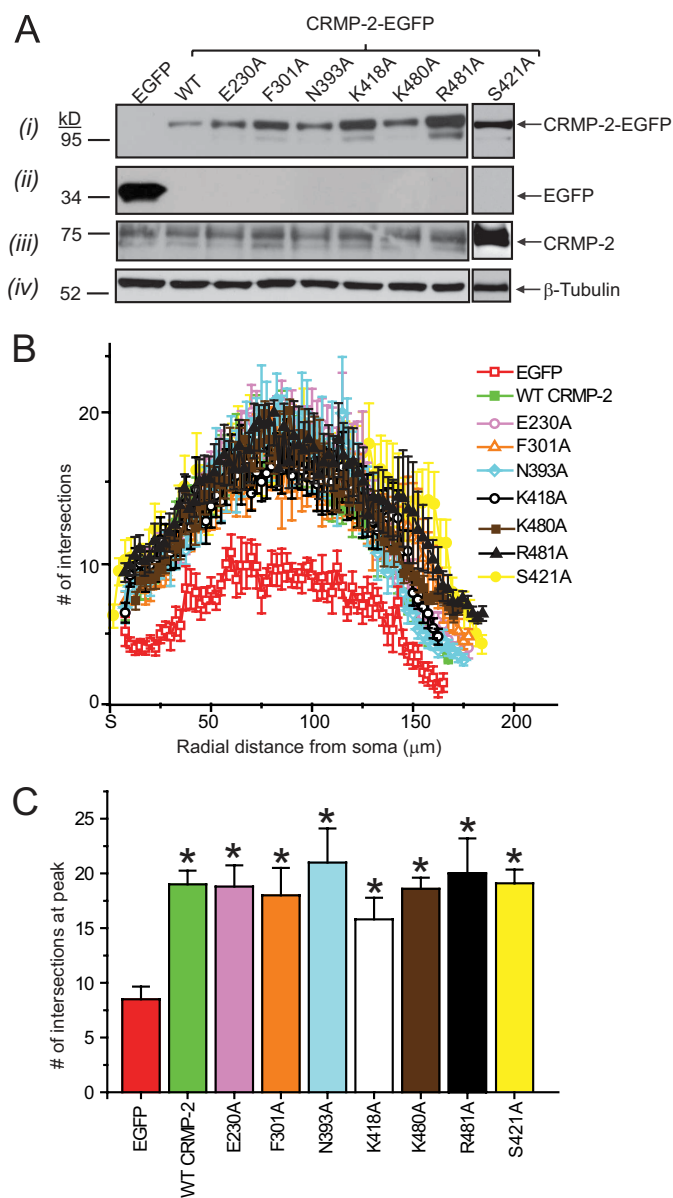 A
CRMP-2-EGFP
EGFP
WT
E230A
F301A
N393A
K418A
K480A
R481A
S421A
(i)
kD
95
CRMP-2-EGFP
(ii)
34
EGFP
(iii)
75
CRMP-2
(iv)
52
β-Tubulin
B
# of intersections
20
10
0
S
50
100
150
200
Radial distance from soma (μm)
EGFP
WT CRMP-2
E230A
F301A
N393A
K418A
K480A
R481A
S421A
C
# of intersections at peak
25
20
15
10
5
0
* * * * * * * *
EGFP
WT CRMP-2
E230A
F301A
N393A
K418A
K480A
R481A
S421A